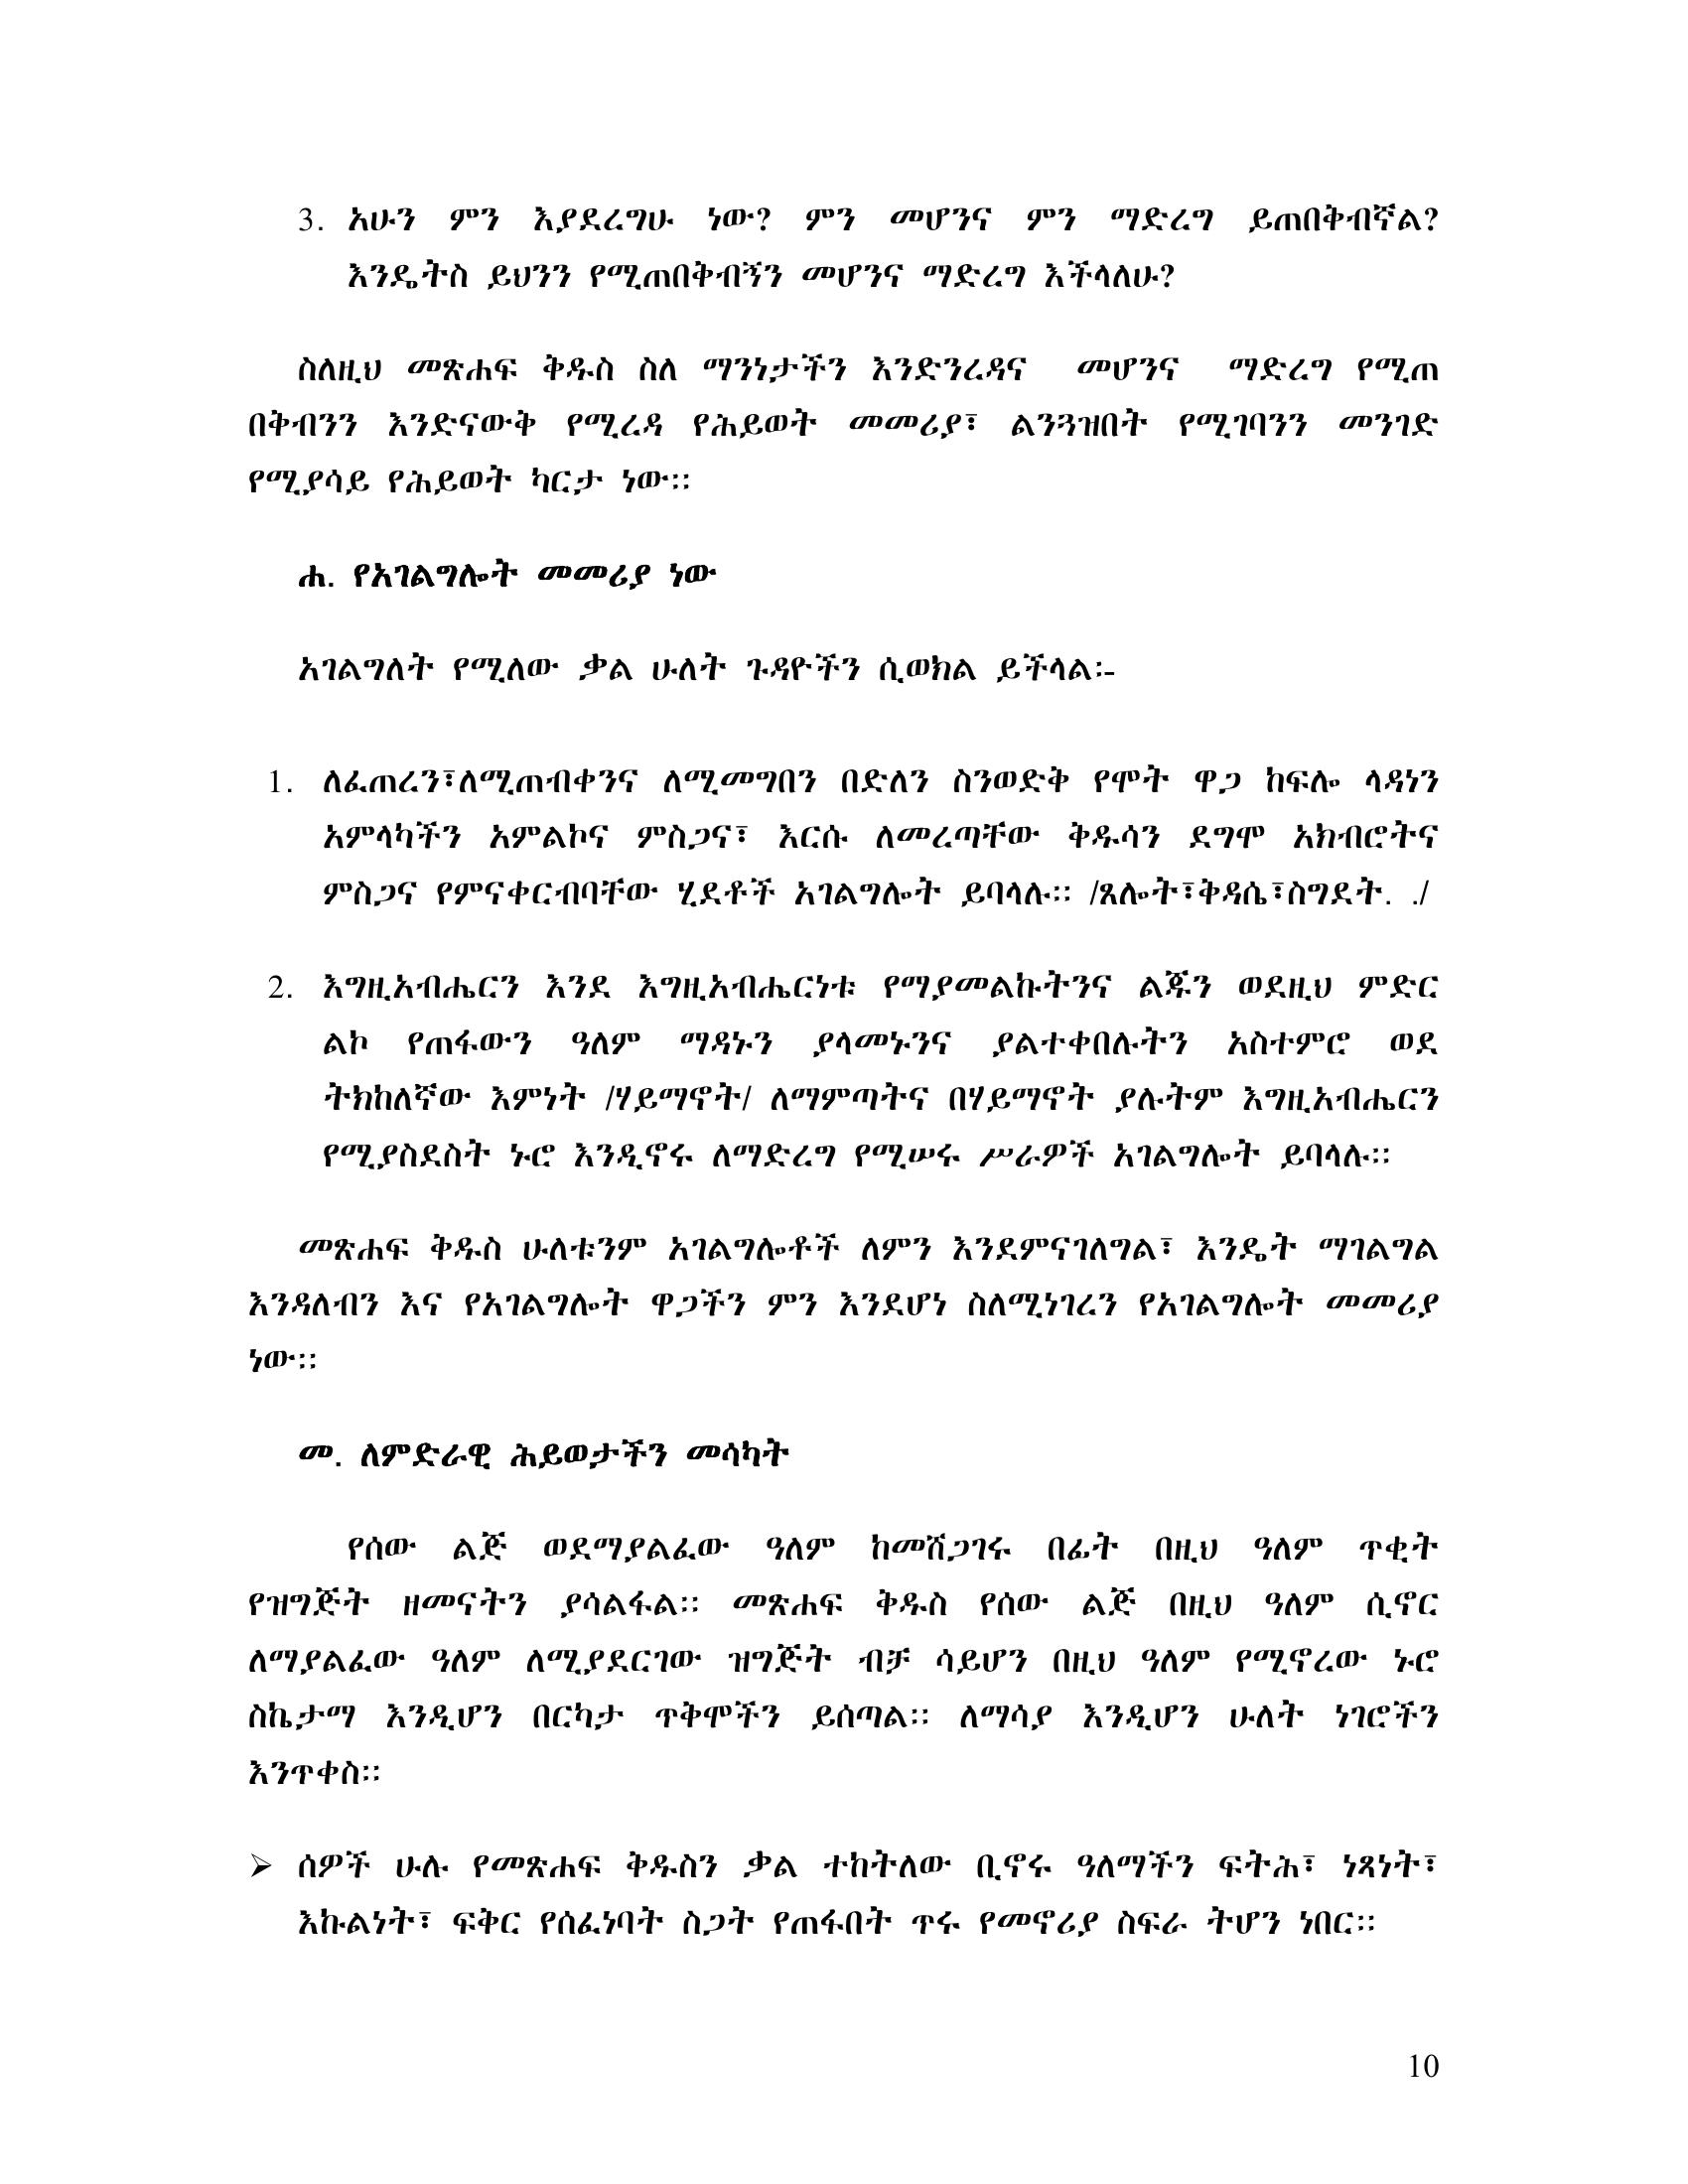 3. አሁን ምን እያደረግሁ ነው? ምን መሆንና ምን ማድረግ ይጠበቅብኛል?
እንዴትስ ይህንን የሚጠበቅብኝን መሆንና ማድረግ እችላለሁ?
ስለዚህ መጽሐፍ ቅዱስ ስለ ማንነታችን እንድንረዳና መሆንና ማድረግ የሚጠ
በቅብንን እንድናውቅ የሚረዳ የሕይወት መመሪያ፣ ልንጓዝበት የሚገባንን መንገድ
የሚያሳይ የሕይወት ካርታ ነው፡፡
ሐ. የአገልግሎት መመሪያ ነው
አገልግለት የሚለው ቃል ሁለት ጉዳዮችን ሲወክል ይችላል፡-
1. ለፈጠረን፣ለሚጠብቀንና ለሚመግበን በድለን ስንወድቅ የሞት ዋጋ ከፍሎ ላዳነን
አምላካችን አምልኮና ምስጋና፣ እርሱ ለመረጣቸው ቅዱሳን ደግሞ አክብሮትና
ምስጋና የምናቀርብባቸው ሂደቶች አገልግሎት ይባላሉ፡፡ /ጸሎት፣ቅዳሴ፣ስግደት. ./
2. እግዚአብሔርን እንደ እግዚአብሔርነቱ የማያመልኩትንና ልጁን ወደዚህ ምድር
ልኮ የጠፋውን ዓለም ማዳኑን ያላመኑንና ያልተቀበሉትን አስተምሮ ወደ
ትክከለኛው እምነት /ሃይማኖት/ ለማምጣትና በሃይማኖት ያሉትም እግዚአብሔርን
የሚያስደስት ኑሮ እንዲኖሩ ለማድረግ የሚሠሩ ሥራዎች አገልግሎት ይባላሉ፡፡
መጽሐፍ ቅዱስ ሁለቱንም አገልግሎቶች ለምን እንደምናገለግል፣ እንዴት ማገልግል
እንዳለብን እና የአገልግሎት ዋጋችን ምን እንደሆነ ስለሚነገረን የአገልግሎት መመሪያ
ነው፡፡
መ. ለምድራዊ ሕይወታችን መሳካት
የሰው ልጅ ወደማያልፈው ዓለም ከመሸጋገሩ በፊት በዚህ ዓለም ጥቂት
የዝግጅት ዘመናትን ያሳልፋል፡፡ መጽሐፍ ቅዱስ የሰው ልጅ በዚህ ዓለም ሲኖር
ለማያልፈው ዓለም ለሚያደርገው ዝግጅት ብቻ ሳይሆን በዚህ ዓለም የሚኖረው ኑሮ
ስኬታማ እንዲሆን በርካታ ጥቅሞችን ይሰጣል፡፡ ለማሳያ እንዲሆን ሁለት ነገሮችን
እንጥቀስ፡፡
➢ ሰዎች ሁሉ የመጽሐፍ ቅዱስን ቃል ተከትለው ቢኖሩ ዓለማችን ፍትሕ፣ ነጻነት፣
እኩልነት፣ ፍቅር የሰፈነባት ስጋት የጠፋበት ጥሩ የመኖሪያ ስፍራ ትሆን ነበር፡፡
10